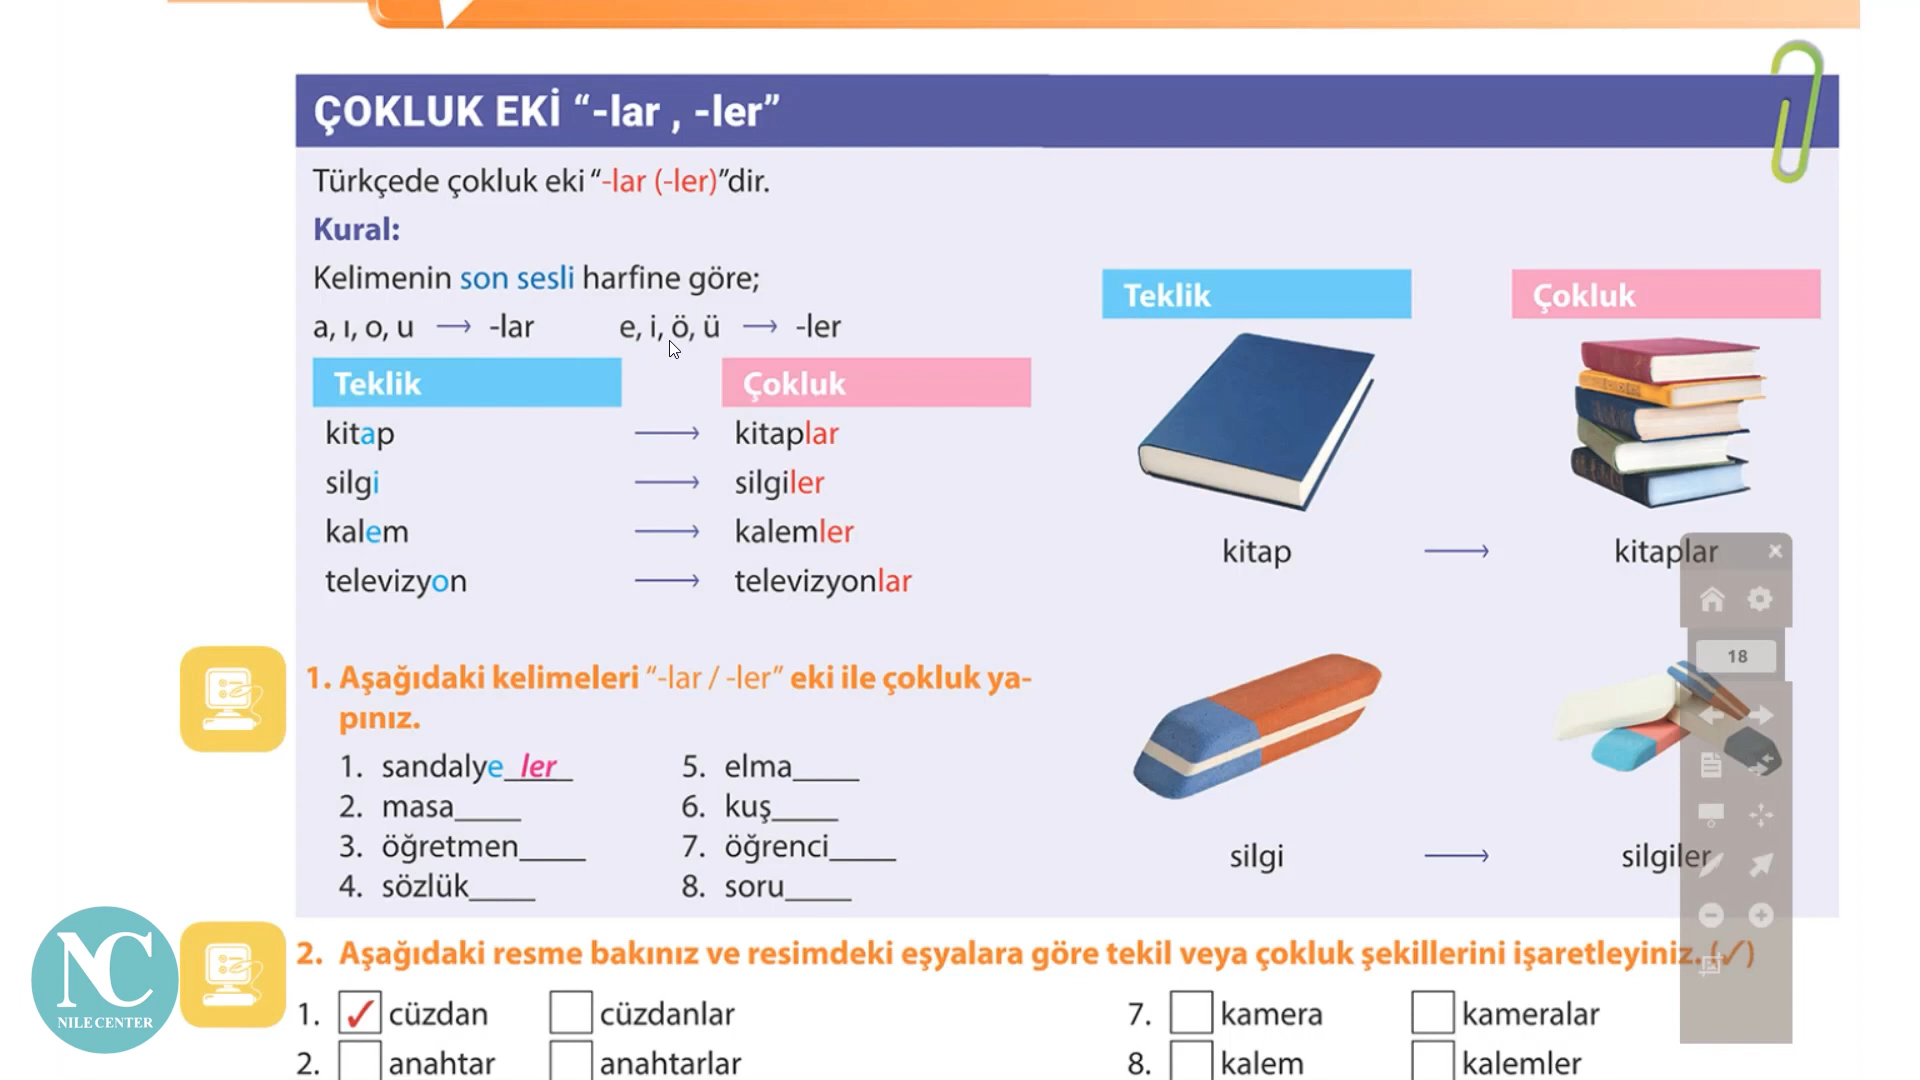 ÇOKLUK EKİ “-lar , -ler”
Türkçede çokluk eki “-lar (-ler)”dir.
Kural:
Kelimenin son sesli harfine göre;
a, ı, o, u → -lar e, i, ö, ü → -ler
Teklik Çokluk
kitap → kitaplar
silgi → silgiler
kalem → kalemler
televizyon → televizyonlar
Teklik Çokluk
kitap → kitaplar
silgi → silgiler
18
1. Aşağıdaki kelimeleri “-lar / -ler” eki ile çokluk ya-
pınız.
1. sandalye_ler_
2. masa____
3. öğretmen____
4. sözlük____
5. elma____
6. kuş____
7. öğrenci____
8. soru____
2. Aşağıdaki resme bakınız ve resimdeki eşyalara göre tekil veya çokluk şekillerini işaretleyiniz. (✓)
1. ✓ cüzdan cüzdanlar
2. anahtar anahtarlar
7. kamera kameralar
8. kalem kalemler
NC
NILE CENTER